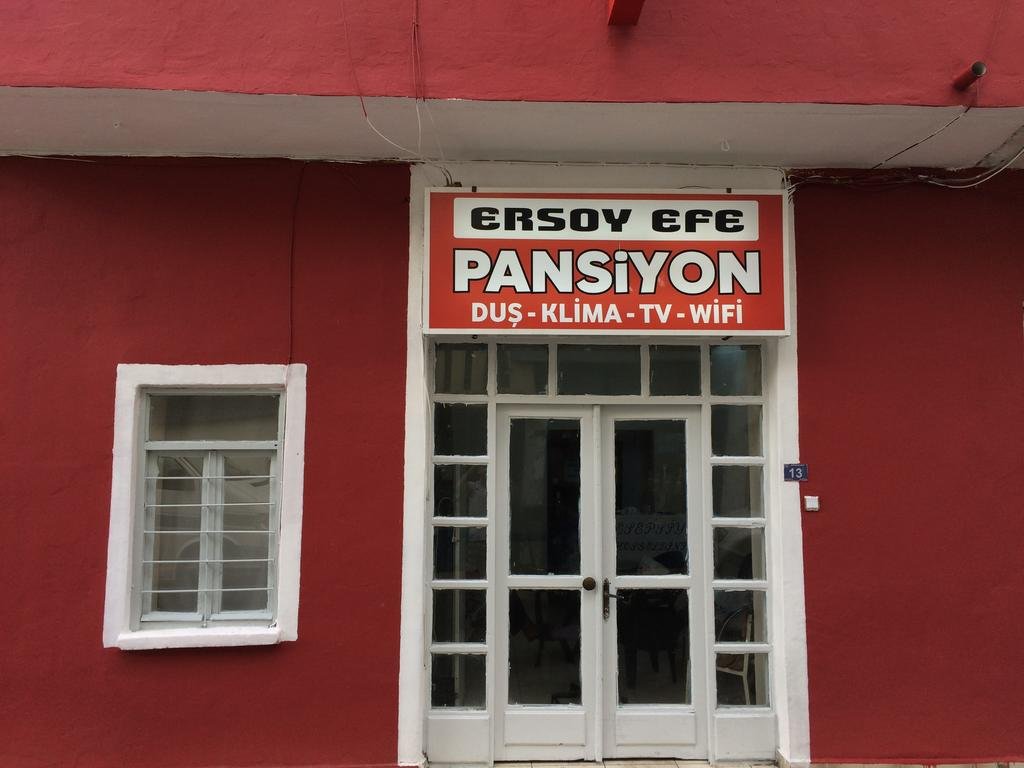 ERSOY EFE
PANSiYON
DUŞ - KLİMA - TV - WİFİ
13